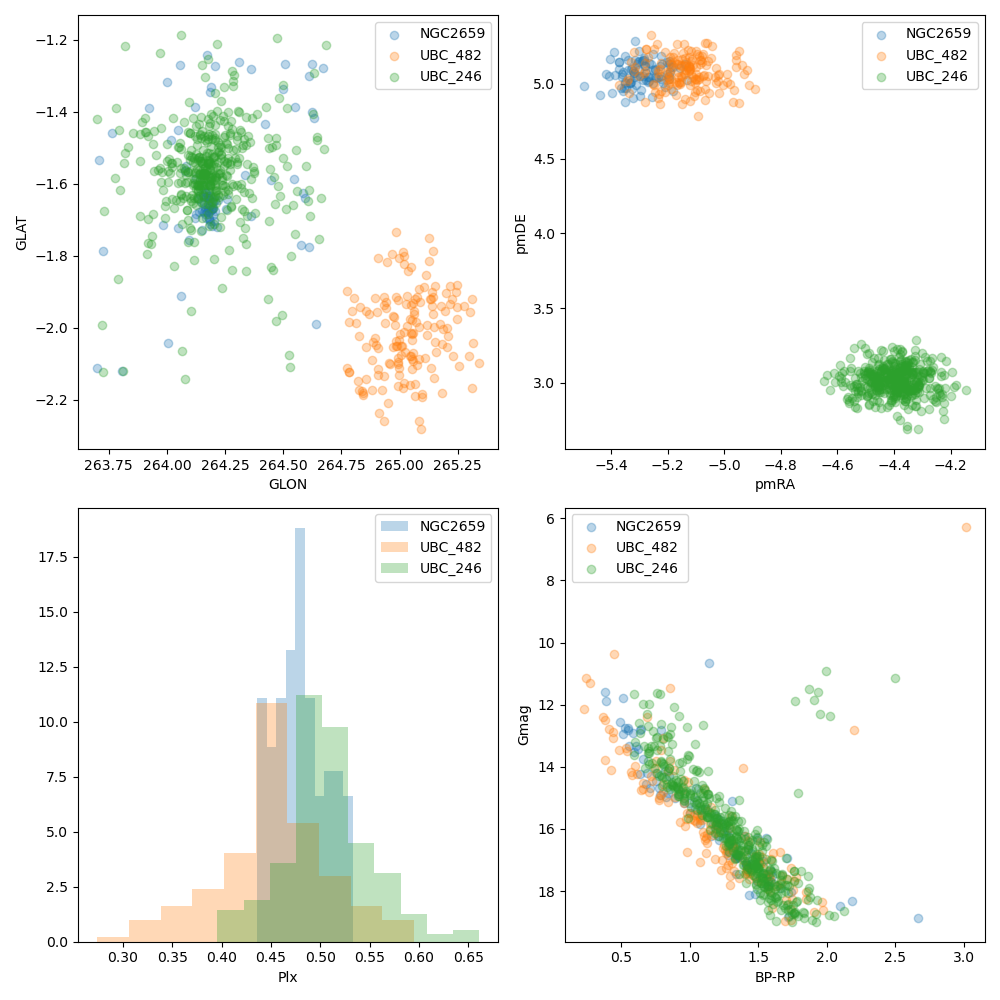 NGC2659
UBC_482
UBC_246
−1.2
−1.4
−1.6
−1.8
−2.0
−2.2
GLAT
263.75 264.00 264.25 264.50 264.75 265.00 265.25
GLON
NGC2659
UBC_482
UBC_246
5.0
4.5
4.0
3.5
3.0
pmDE
−5.4 −5.2 −5.0 −4.8 −4.6 −4.4 −4.2
pmRA
NGC2659
UBC_482
UBC_246
17.5
15.0
12.5
10.0
7.5
5.0
2.5
0.0
0.30 0.35 0.40 0.45 0.50 0.55 0.60 0.65
Plx
NGC2659
UBC_482
UBC_246
6
8
10
12
14
16
18
Gmag
0.5 1.0 1.5 2.0 2.5 3.0
BP-RP